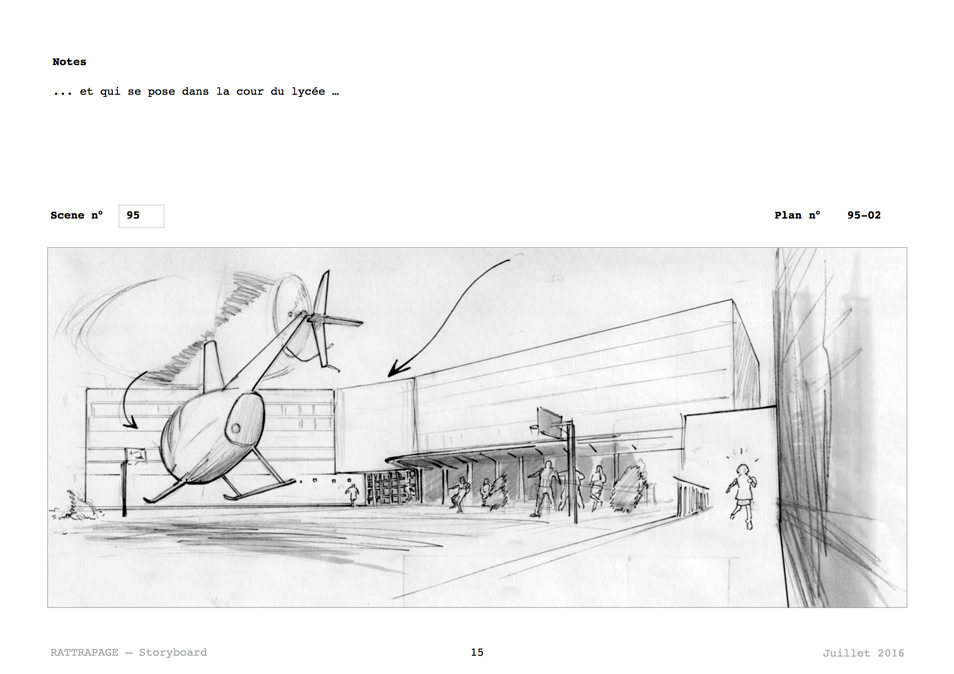 Notes
... et qui se pose dans la cour du lycée …
Scene n° 95
Plan n° 95-02
RATTRAPAGE — Storyboard
15
Juillet 2016